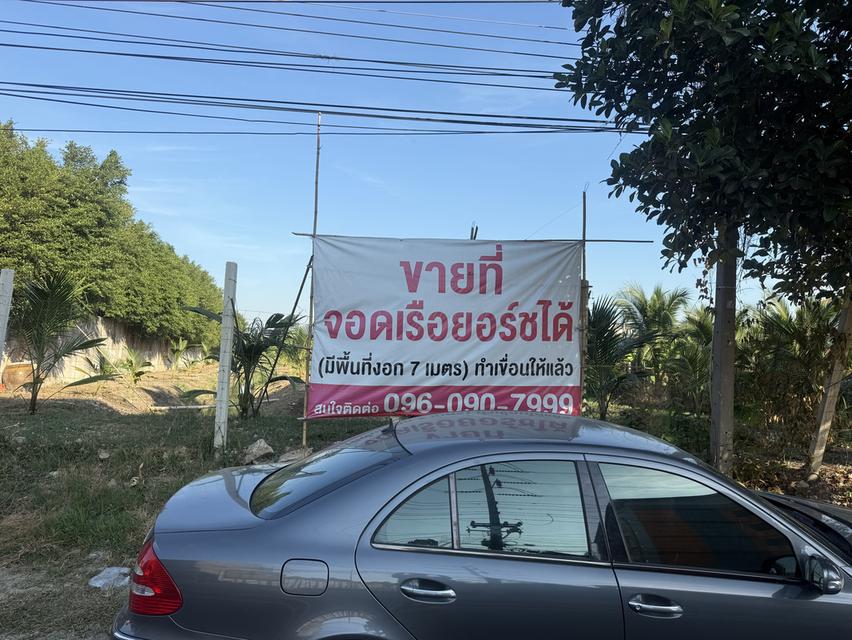 ขายที่
จอดเรือยอร์ชได้
(มีพื้นที่งอก 7 เมตร) ทำเขื่อนให้แล้ว
สนใจติดต่อ 096-090-7999